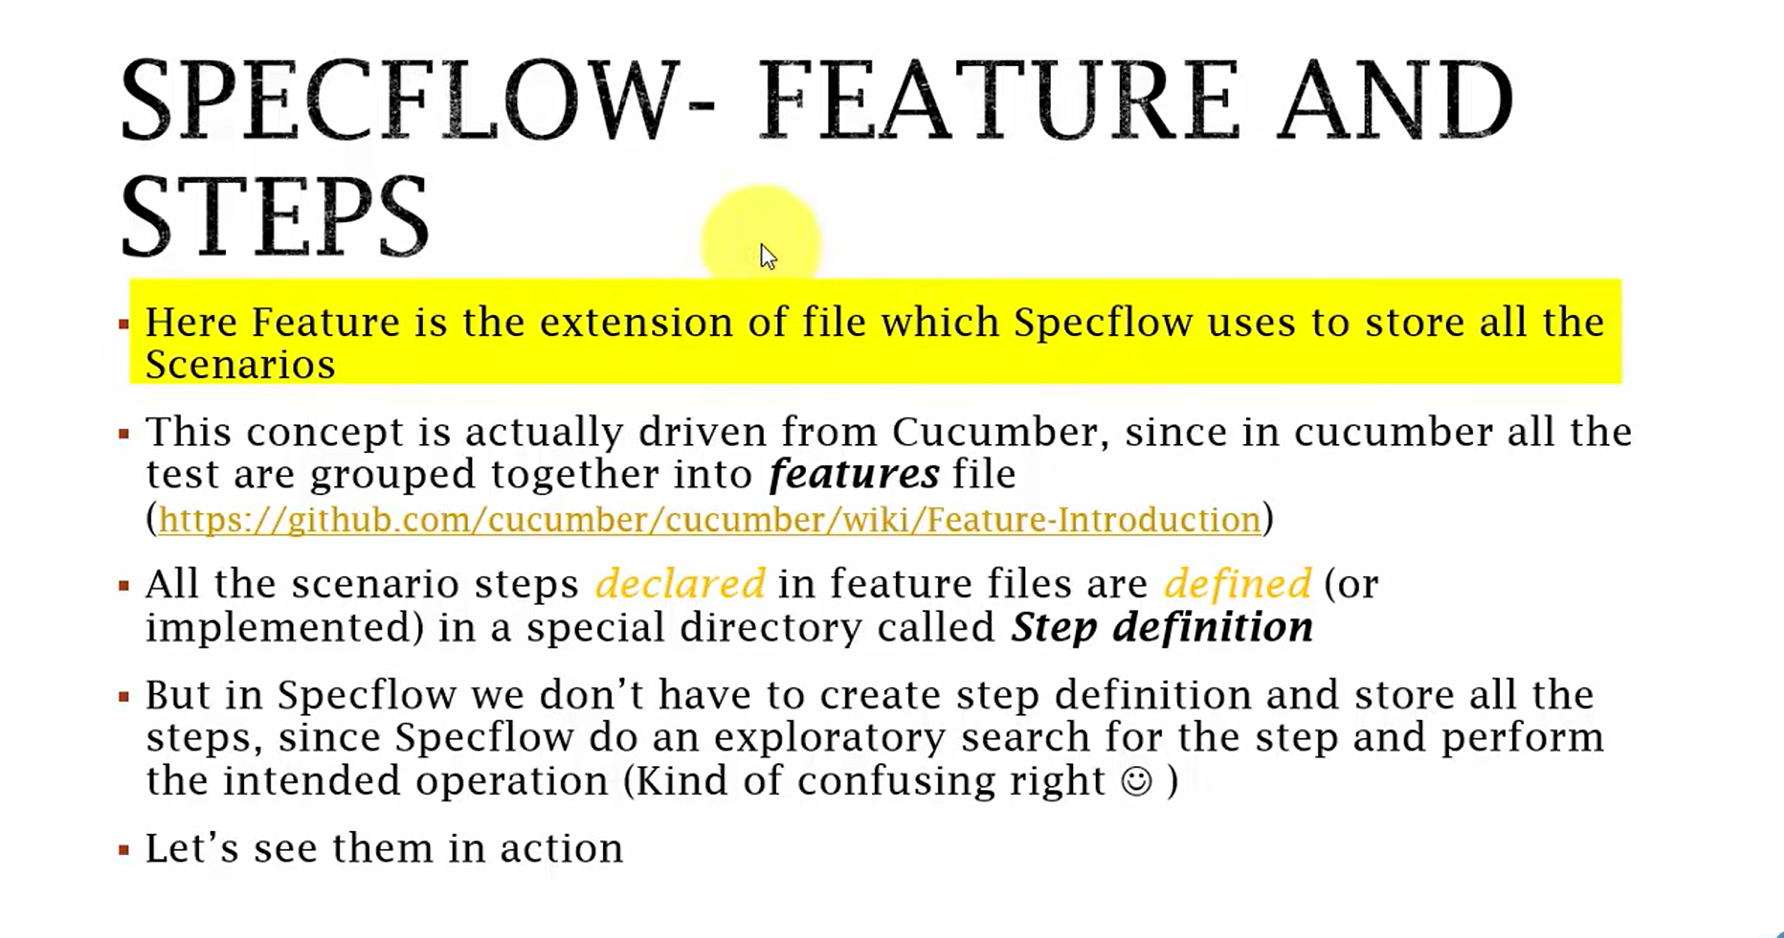 SPECFLOW- FEATURE AND
STEPS
▪ Here Feature is the extension of file which Specflow uses to store all the
Scenarios
▪ This concept is actually driven from Cucumber, since in cucumber all the
test are grouped together into features file
(https://github.com/cucumber/cucumber/wiki/Feature-Introduction)
▪ All the scenario steps declared in feature files are defined (or
implemented) in a special directory called Step definition
▪ But in Specflow we don’t have to create step definition and store all the
steps, since Specflow do an exploratory search for the step and perform
the intended operation (Kind of confusing right ☺ )
▪ Let’s see them in action